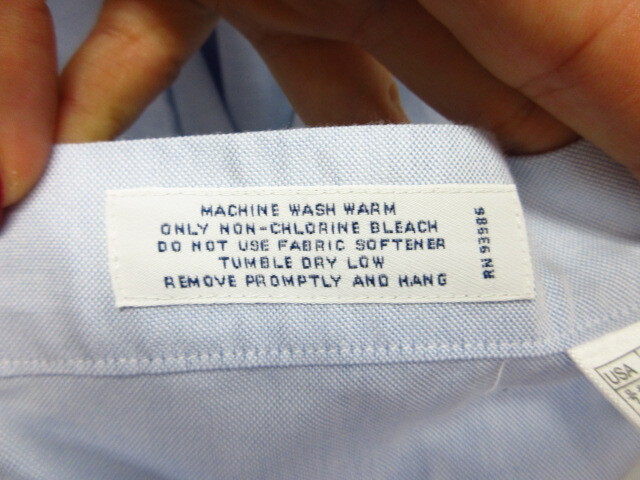 MACHINE WASH WARM
ONLY NON-CHLORINE BLEACH
DO NOT USE FABRIC SOFTENER
TUMBLE DRY LOW
REMOVE PROMPTLY AND HANG
RN 93986
USA